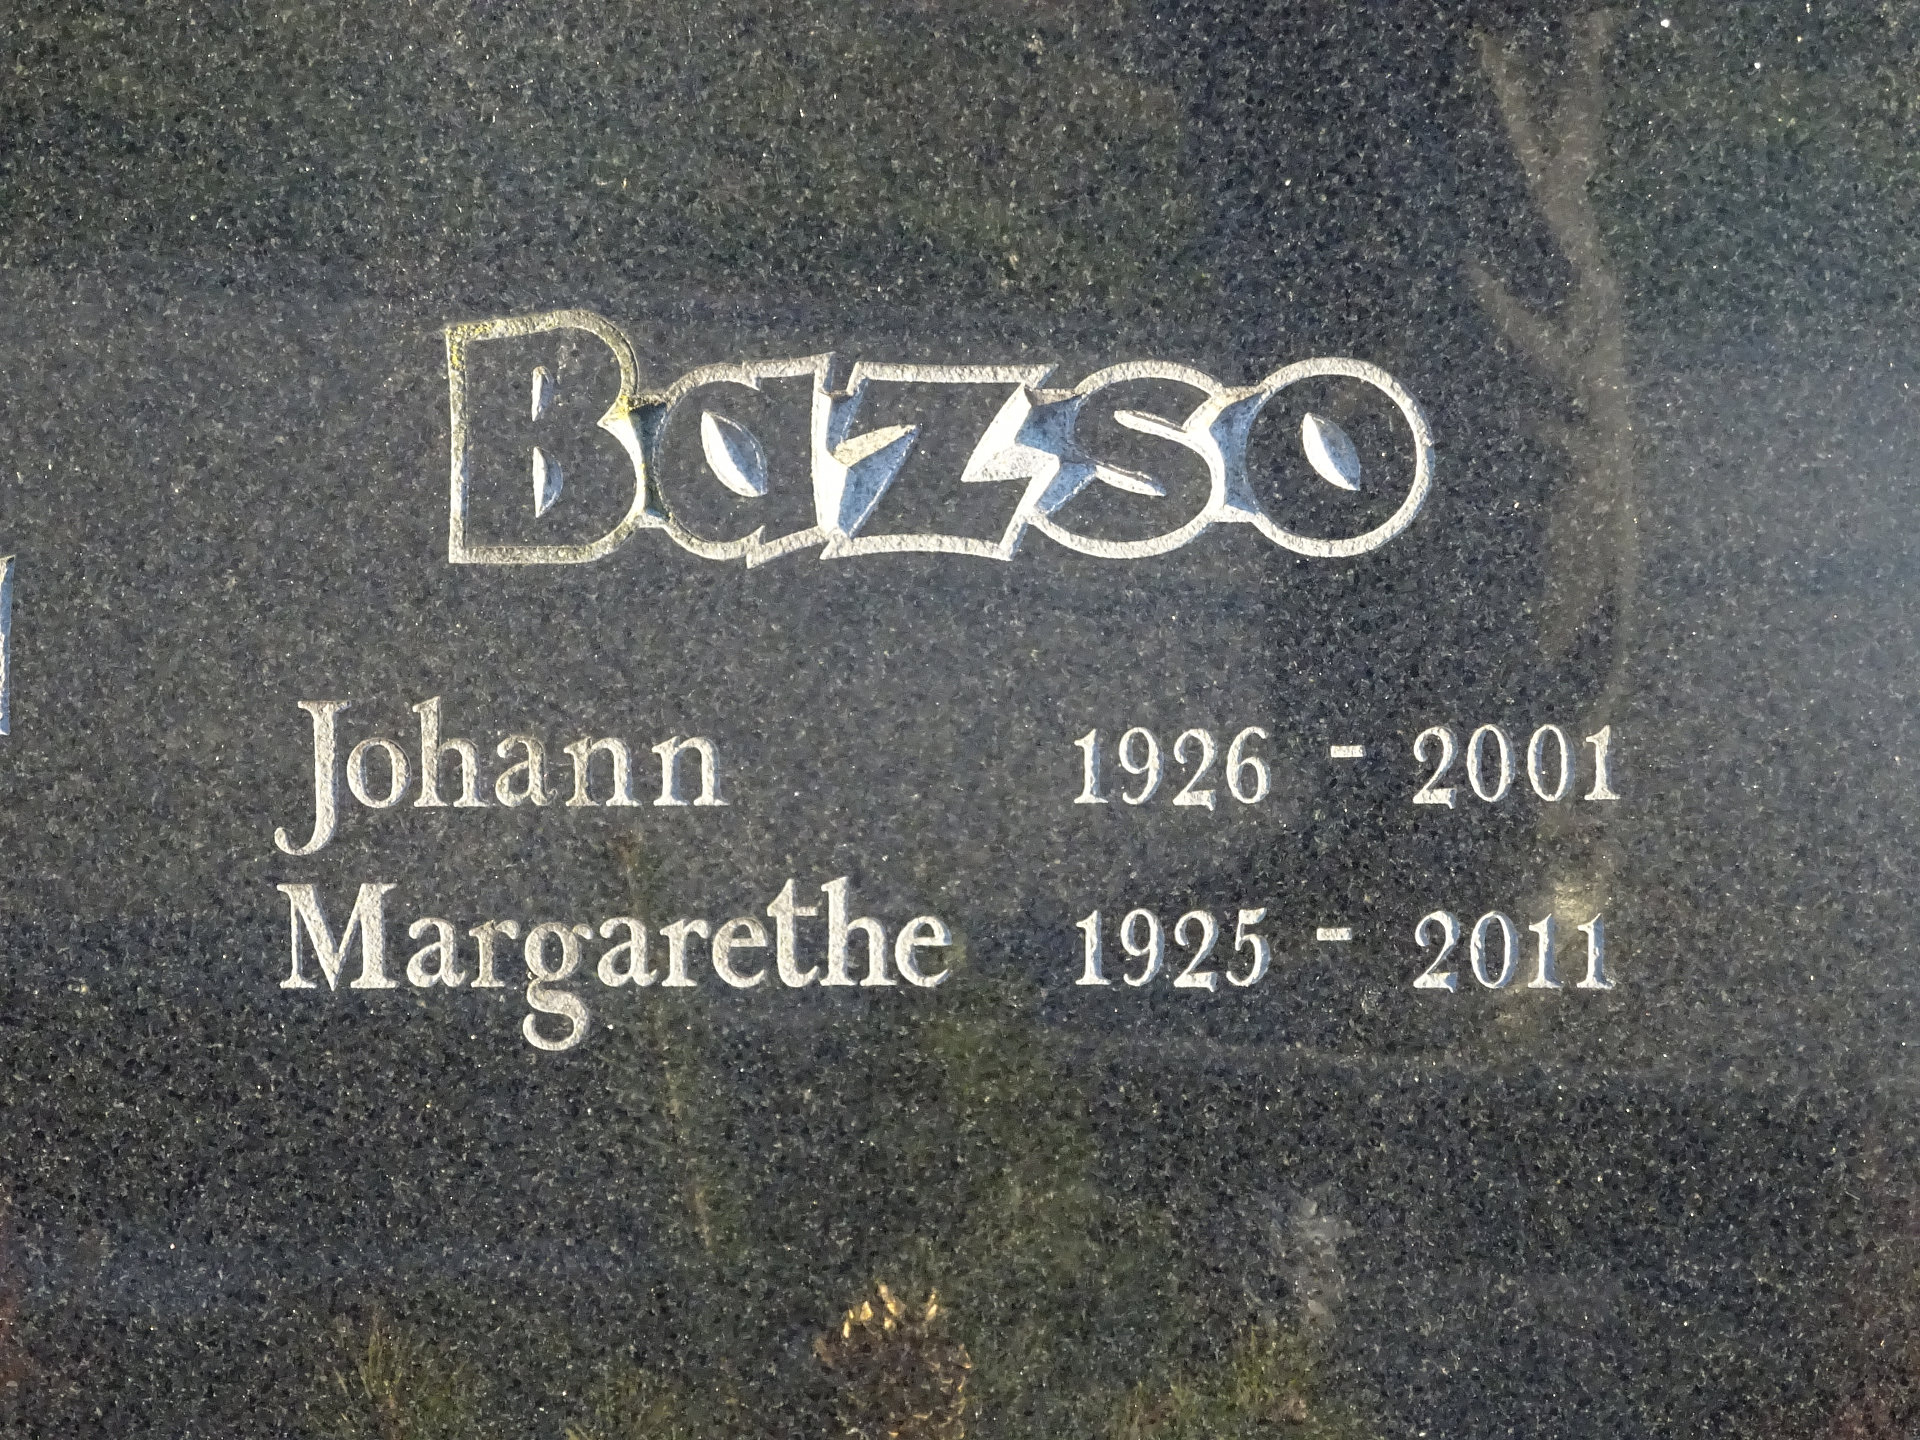 Bazso
Johann 1926 - 2001
Margarethe 1925 - 2011